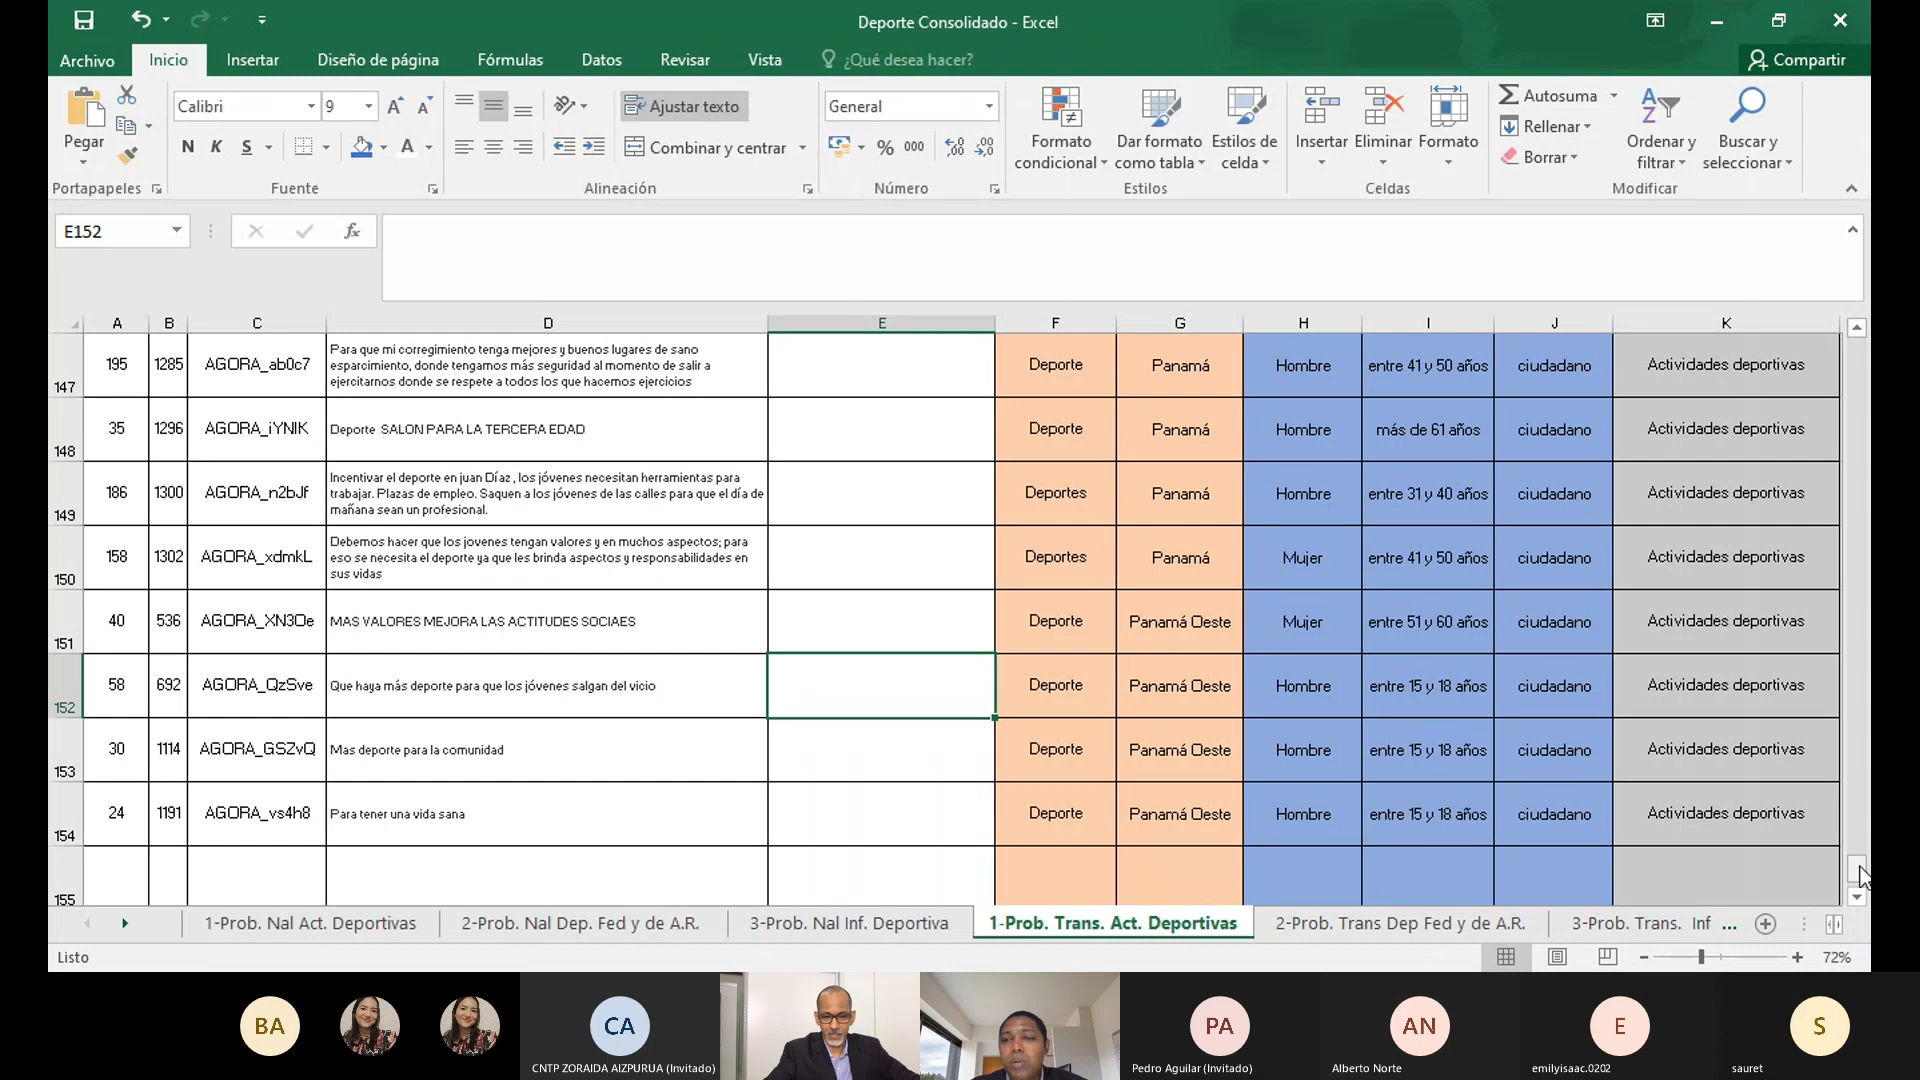 Deporte Consolidado - Excel
Archivo Inicio Insertar Diseño de página Fórmulas Datos Revisar Vista ¿Qué desea hacer? Compartir
Pegar
Calibri 9
N K S
Ajustar texto
Combinar y centrar
General
% 000
Formato condicional
Dar formato como tabla
Estilos de celda
Insertar Eliminar Formato
Autosuma
Rellenar
Borrar
Ordenar y filtrar
Buscar y seleccionar
Portapapeles Fuente Alineación Número Estilos Celdas Modificar
E152 fx
A B C D E F G H I J K
147 195 1285 AGORA_ab0c7 Para que mi corregimiento tenga mejores y buenos lugares de sano
esparcimiento, donde tengamos más seguridad al momento de salir a
ejercitarnos donde se respete a todos los que hacemos ejercicios
Deporte Panamá Hombre entre 41 y 50 años ciudadano Actividades deportivas
148 35 1296 AGORA_iYNIK Deporte SALON PARA LA TERCERA EDAD Deporte Panamá Hombre más de 61 años ciudadano Actividades deportivas
149 186 1300 AGORA_n2bJf Incentivar el deporte en juan Díaz , los jóvenes necesitan herramientas para
trabajar. Plazas de empleo. Saquen a los jóvenes de las calles para que el día de
mañana sean un profesional.
Deportes Panamá Hombre entre 31 y 40 años ciudadano Actividades deportivas
150 158 1302 AGORA_xdmkL Debemos hacer que los jovenes tengan valores y en muchos aspectos; para
eso se necesita el deporte ya que les brinda aspectos y responsabilidades en
sus vidas
Deportes Panamá Mujer entre 41 y 50 años ciudadano Actividades deportivas
151 40 536 AGORA_XN3Oe MAS VALORES MEJORA LAS ACTITUDES SOCIAES Deporte Panamá Oeste Mujer entre 51 y 60 años ciudadano Actividades deportivas
152 58 692 AGORA_QzSve Que haya más deporte para que los jóvenes salgan del vicio Deporte Panamá Oeste Hombre entre 15 y 18 años ciudadano Actividades deportivas
153 30 1114 AGORA_GSZvQ Mas deporte para la comunidad Deporte Panamá Oeste Hombre entre 15 y 18 años ciudadano Actividades deportivas
154 24 1191 AGORA_vs4h8 Para tener una vida sana Deporte Panamá Oeste Hombre entre 15 y 18 años ciudadano Actividades deportivas
155
1-Prob. Nal Act. Deportivas 2-Prob. Nal Dep. Fed y de A.R. 3-Prob. Nal Inf. Deportiva 1-Prob. Trans. Act. Deportivas 2-Prob. Trans Dep Fed y de A.R. 3-Prob. Trans. Inf ...
Listo 72%
BA CA PA AN E S
CNTP ZORAIDA AIZPURUA (Invitado) Pedro Aguilar (Invitado) Alberto Norte emilyisaac.0202 sauret